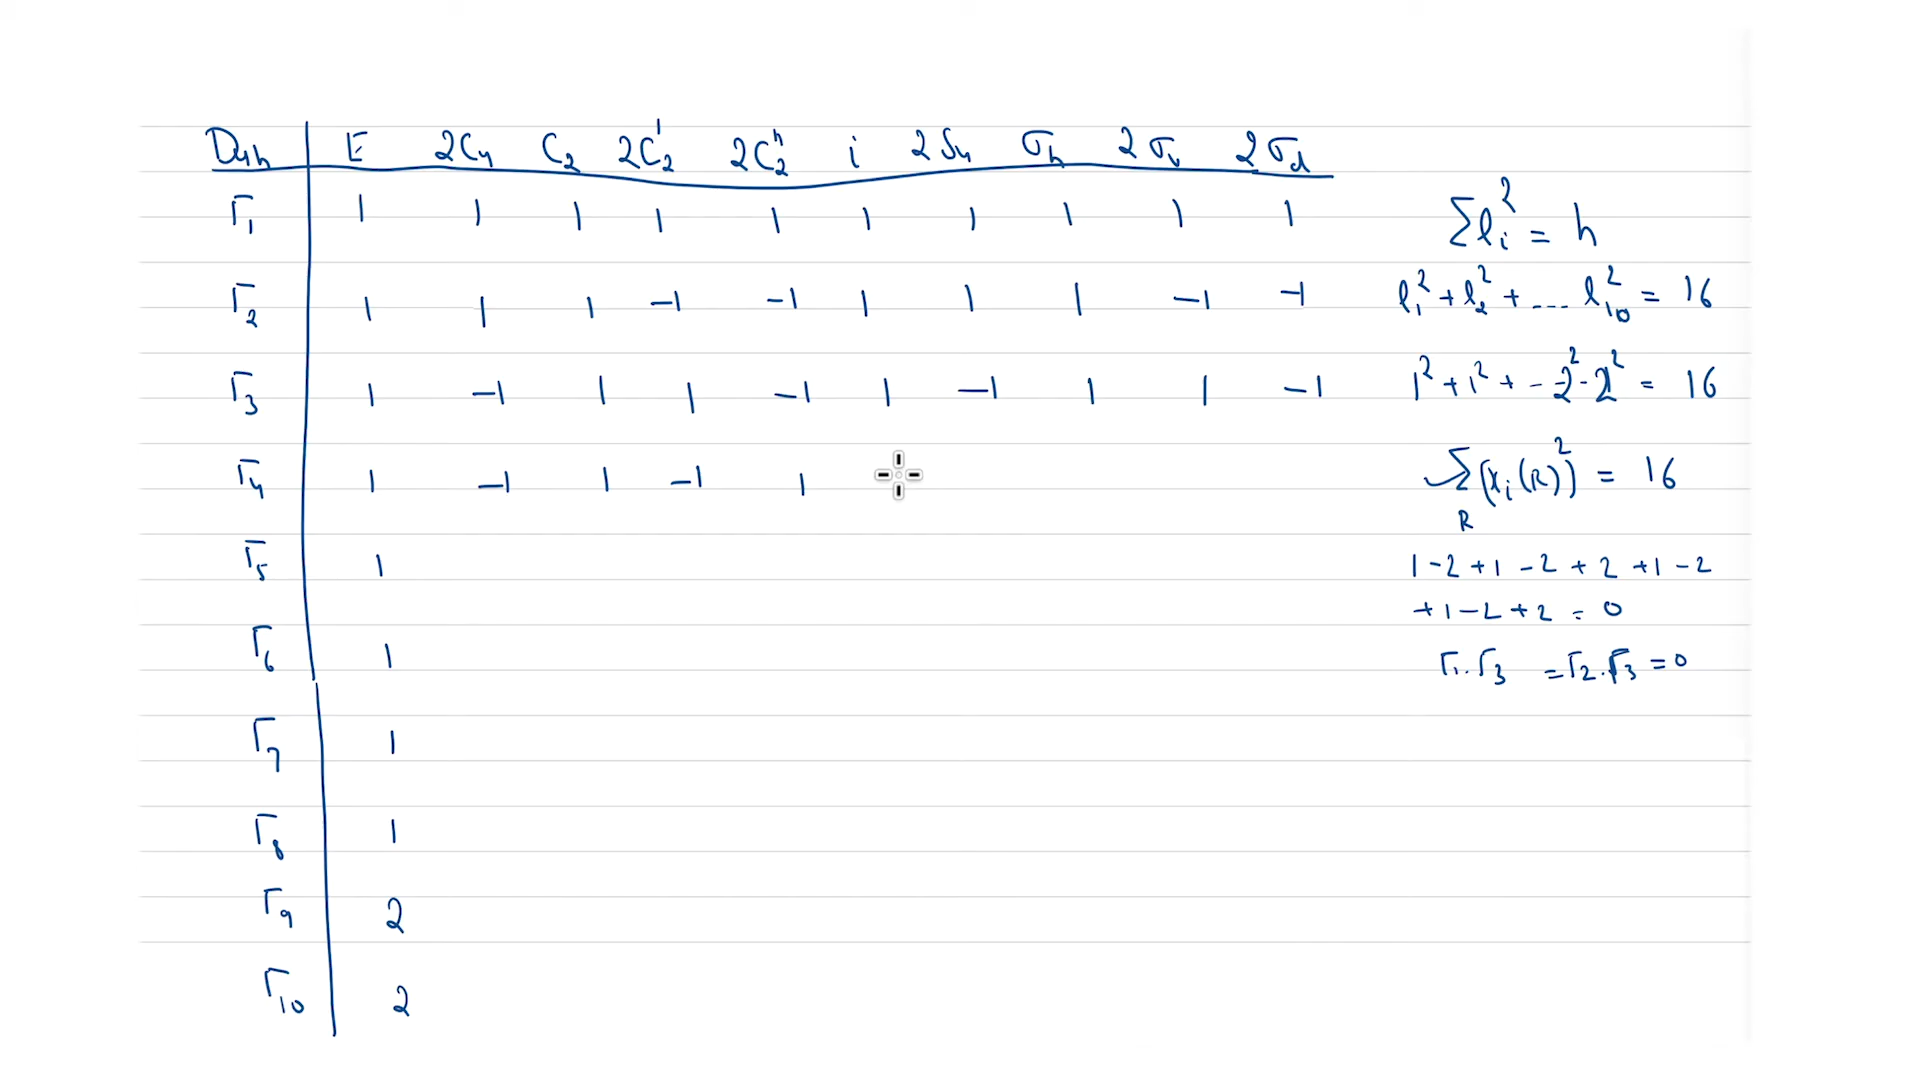 D4h E 2C4 C2 2C2' 2C2" i 2S4 σh 2σv 2σd
Γ1 1 1 1 1 1 1 1 1 1 1
Γ2 1 1 1 -1 -1 1 1 1 -1 -1
Γ3 1 -1 1 1 -1 1 -1 1 1 -1
Γ4 1 -1 1 -1 1
Γ5 1
Γ6 1
Γ7 1
Γ8 1
Γ9 2
Γ10 2
Σli² = h
l1² + l2² + .... l10² = 16
1² + 1² + - 2² - 2² = 16
Σ R (χi(R)²) = 16
1 - 2 + 1 - 2 + 2 + 1 - 2
+ 1 - 2 + 2 = 0
Γ1.Γ3 = Γ2.Γ3 = 0